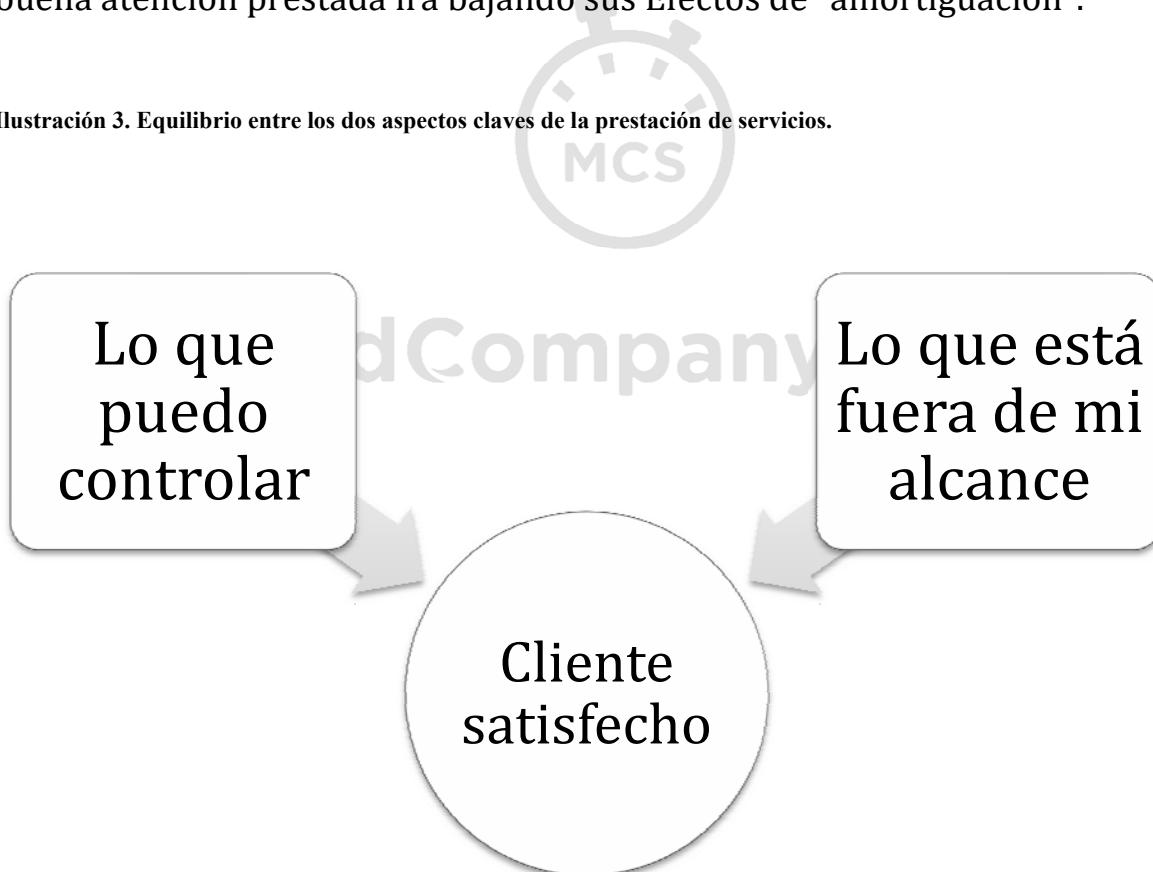 buena atención prestada irá bajando sus Efectos de "amortiguación".
Ilustración 3. Equilibrio entre los dos aspectos claves de la prestación de servicios.
MCS
dCompany
Lo que
puedo
controlar
Lo que está
fuera de mi
alcance
Cliente
satisfecho